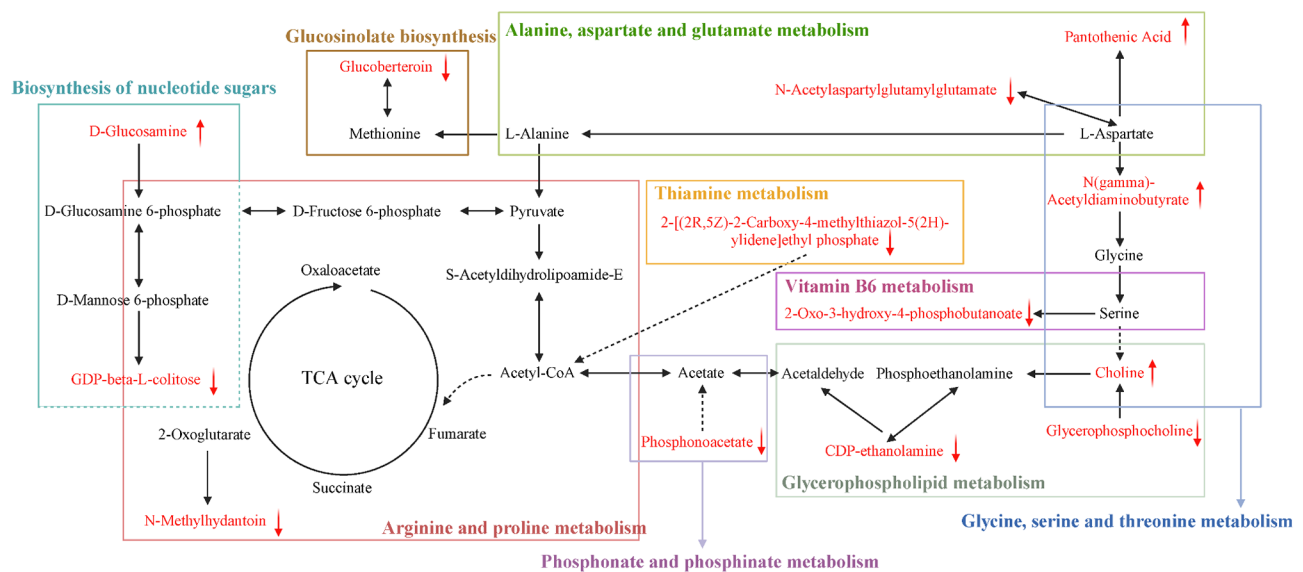 Glucosinolate biosynthesis
Alanine, aspartate and glutamate metabolism
Pantothenic Acid
Glucoberteroin
Biosynthesis of nucleotide sugars
N-Acetylaspartylglutamylglutamate
D-Glucosamine
Methionine
L-Alanine
L-Aspartate
Thiamine metabolism
N(gamma)-
Acetyldiaminobutyrate
D-Glucosamine 6-phosphate
D-Fructose 6-phosphate
Pyruvate
2-[(2R,5Z)-2-Carboxy-4-methylthiazol-5(2H)-
ylidene]ethyl phosphate
Glycine
Oxaloacetate
S-Acetyldihydrolipoamide-E
Vitamin B6 metabolism
D-Mannose 6-phosphate
2-Oxo-3-hydroxy-4-phosphobutanoate
Serine
GDP-beta-L-colitose
TCA cycle
Acetyl-CoA
Acetate
Acetaldehyde
Phosphoethanolamine
Choline
2-Oxoglutarate
Fumarate
Phosphonoacetate
CDP-ethanolamine
Glycerophosphocholine
Succinate
Glycerophospholipid metabolism
N-Methylhydantoin
Arginine and proline metabolism
Glycine, serine and threonine metabolism
Phosphonate and phosphinate metabolism